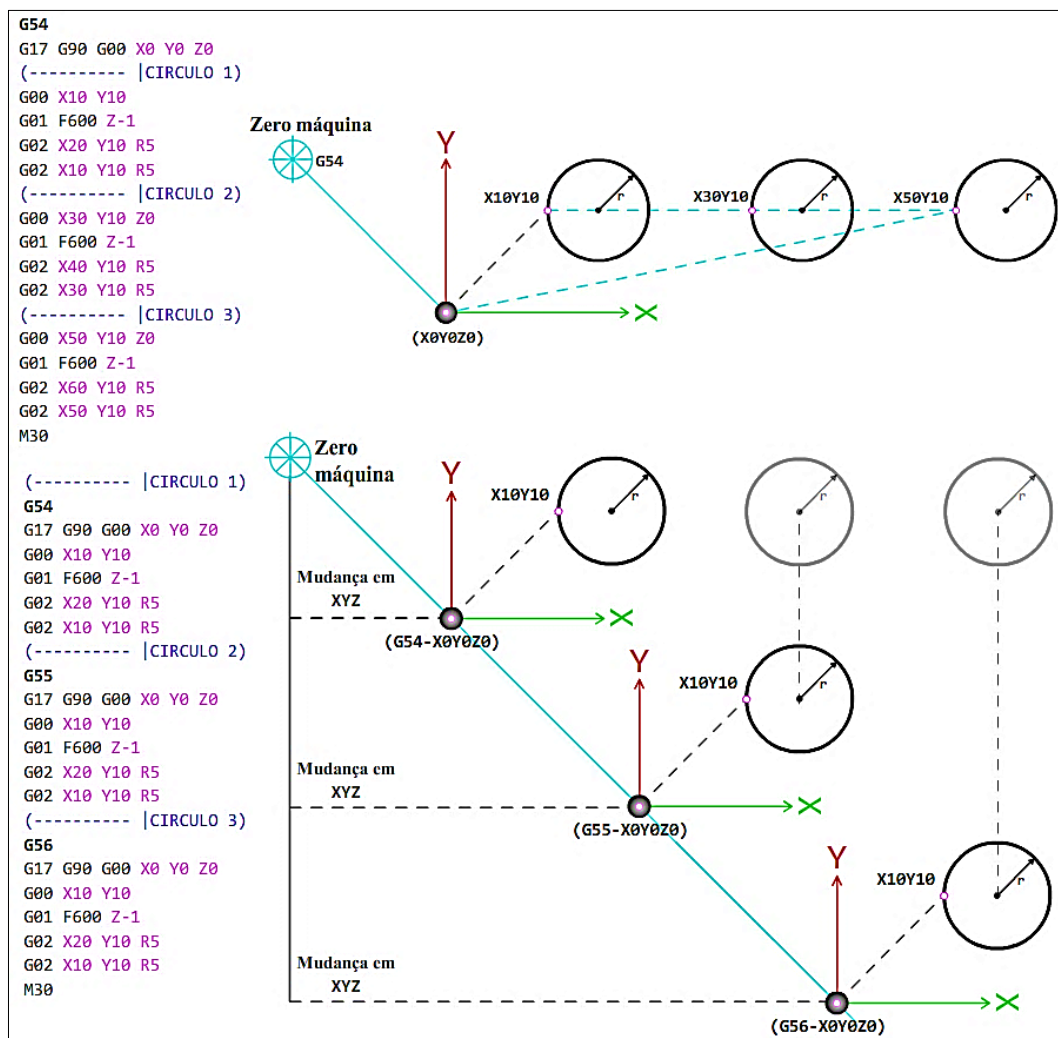 G54
G17 G90 G00 X0 Y0 Z0
(---------- |CIRCULO 1)
G00 X10 Y10
G01 F600 Z-1
G02 X20 Y10 R5
G02 X10 Y10 R5
(---------- |CIRCULO 2)
G00 X30 Y10 Z0
G01 F600 Z-1
G02 X40 Y10 R5
G02 X30 Y10 R5
(---------- |CIRCULO 3)
G00 X50 Y10 Z0
G01 F600 Z-1
G02 X60 Y10 R5
G02 X50 Y10 R5
M30
Zero máquina
G54
Y
X10Y10
r
X30Y10
r
X50Y10
r
X
(X0Y0Z0)
(---------- |CIRCULO 1)
G54
G17 G90 G00 X0 Y0 Z0
G00 X10 Y10
G01 F600 Z-1
G02 X20 Y10 R5
G02 X10 Y10 R5
(---------- |CIRCULO 2)
G55
G17 G90 G00 X0 Y0 Z0
G00 X10 Y10
G01 F600 Z-1
G02 X20 Y10 R5
G02 X10 Y10 R5
(---------- |CIRCULO 3)
G56
G17 G90 G00 X0 Y0 Z0
G00 X10 Y10
G01 F600 Z-1
G02 X20 Y10 R5
G02 X10 Y10 R5
M30
Zero
máquina
Y
X10Y10
r
r
r
Mudança em
XYZ
X
(G54-X0Y0Z0)
Y
X10Y10
r
Mudança em
XYZ
X
(G55-X0Y0Z0)
Y
X10Y10
r
Mudança em
XYZ
X
(G56-X0Y0Z0)